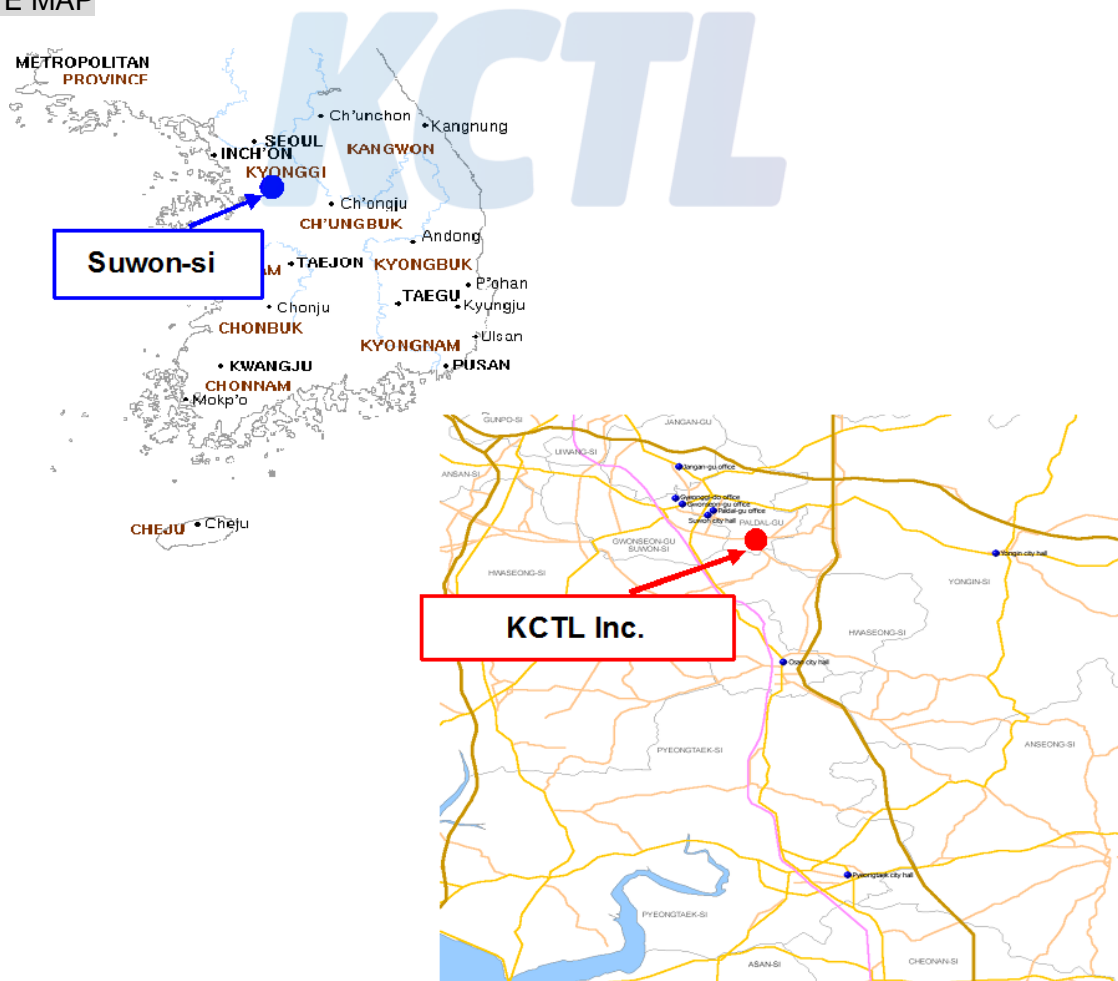 E MAP
KCTL
METROPOLITAN
PROVINCE
Ch'unchon
Kangnung
SEOUL
INCH'ON
KANGWON
KYONGGI
Ch'ongju
CH'UNGBUK
Andong
Suwon-si
AM
TAEJON
KYONGBUK
P'ohan
TAEGU
Kyungju
Chonju
CHONBUK
Ulsan
KYONGNAM
KWANGJU
PUSAN
CHONNAM
Mokp'o
CHEJU
Cheju
GUNPO-SI
JANGAN-GU
UIWANG-SI
Jangan-gu office
ANSAN-SI
Gyeonggi-do office
Gwonseon-gu office
Paldal-gu office
Suwon city hall
PALDAL-GU
GWONSEON-GU
SUWON-SI
Yongin city hall
HWASEONG-SI
YONGIN-SI
KCTL Inc.
HWASEONG-SI
Osan city hall
PYEONGTAEK-SI
ANSEONG-SI
Pyeongtaek city hall
PYEONGTAEK-SI
ASAN-SI
CHEONAN-SI